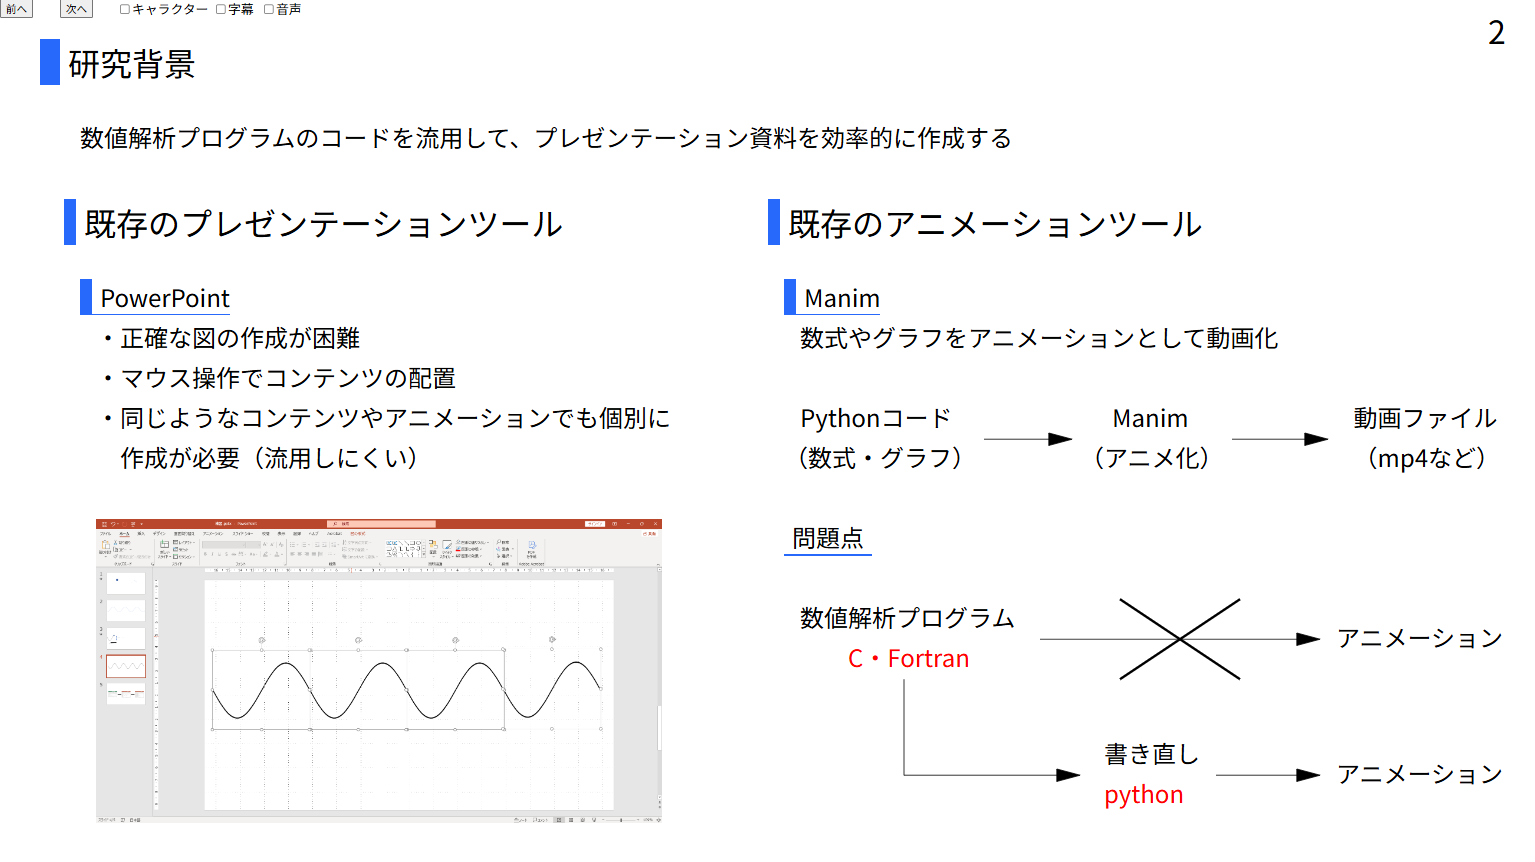 前へ 次へ キャラクター 字幕 音声
2
研究背景
数値解析プログラムのコードを流用して、プレゼンテーション資料を効率的に作成する
既存のプレゼンテーションツール
PowerPoint
・正確な図の作成が困難
・マウス操作でコンテンツの配置
・同じようなコンテンツやアニメーションでも個別に
作成が必要（流用しにくい）
既存のアニメーションツール
Manim
数式やグラフをアニメーションとして動画化
Pythonコード
（数式・グラフ）
Manim
（アニメ化）
動画ファイル
（mp4など）
問題点
数値解析プログラム
C・Fortran
アニメーション
書き直し
python
アニメーション